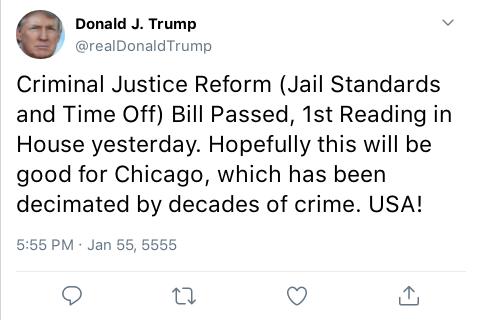 Donald J. Trump
@realDonaldTrump
Criminal Justice Reform (Jail Standards
and Time Off) Bill Passed, 1st Reading in
House yesterday. Hopefully this will be
good for Chicago, which has been
decimated by decades of crime. USA!
5:55 PM · Jan 55, 5555